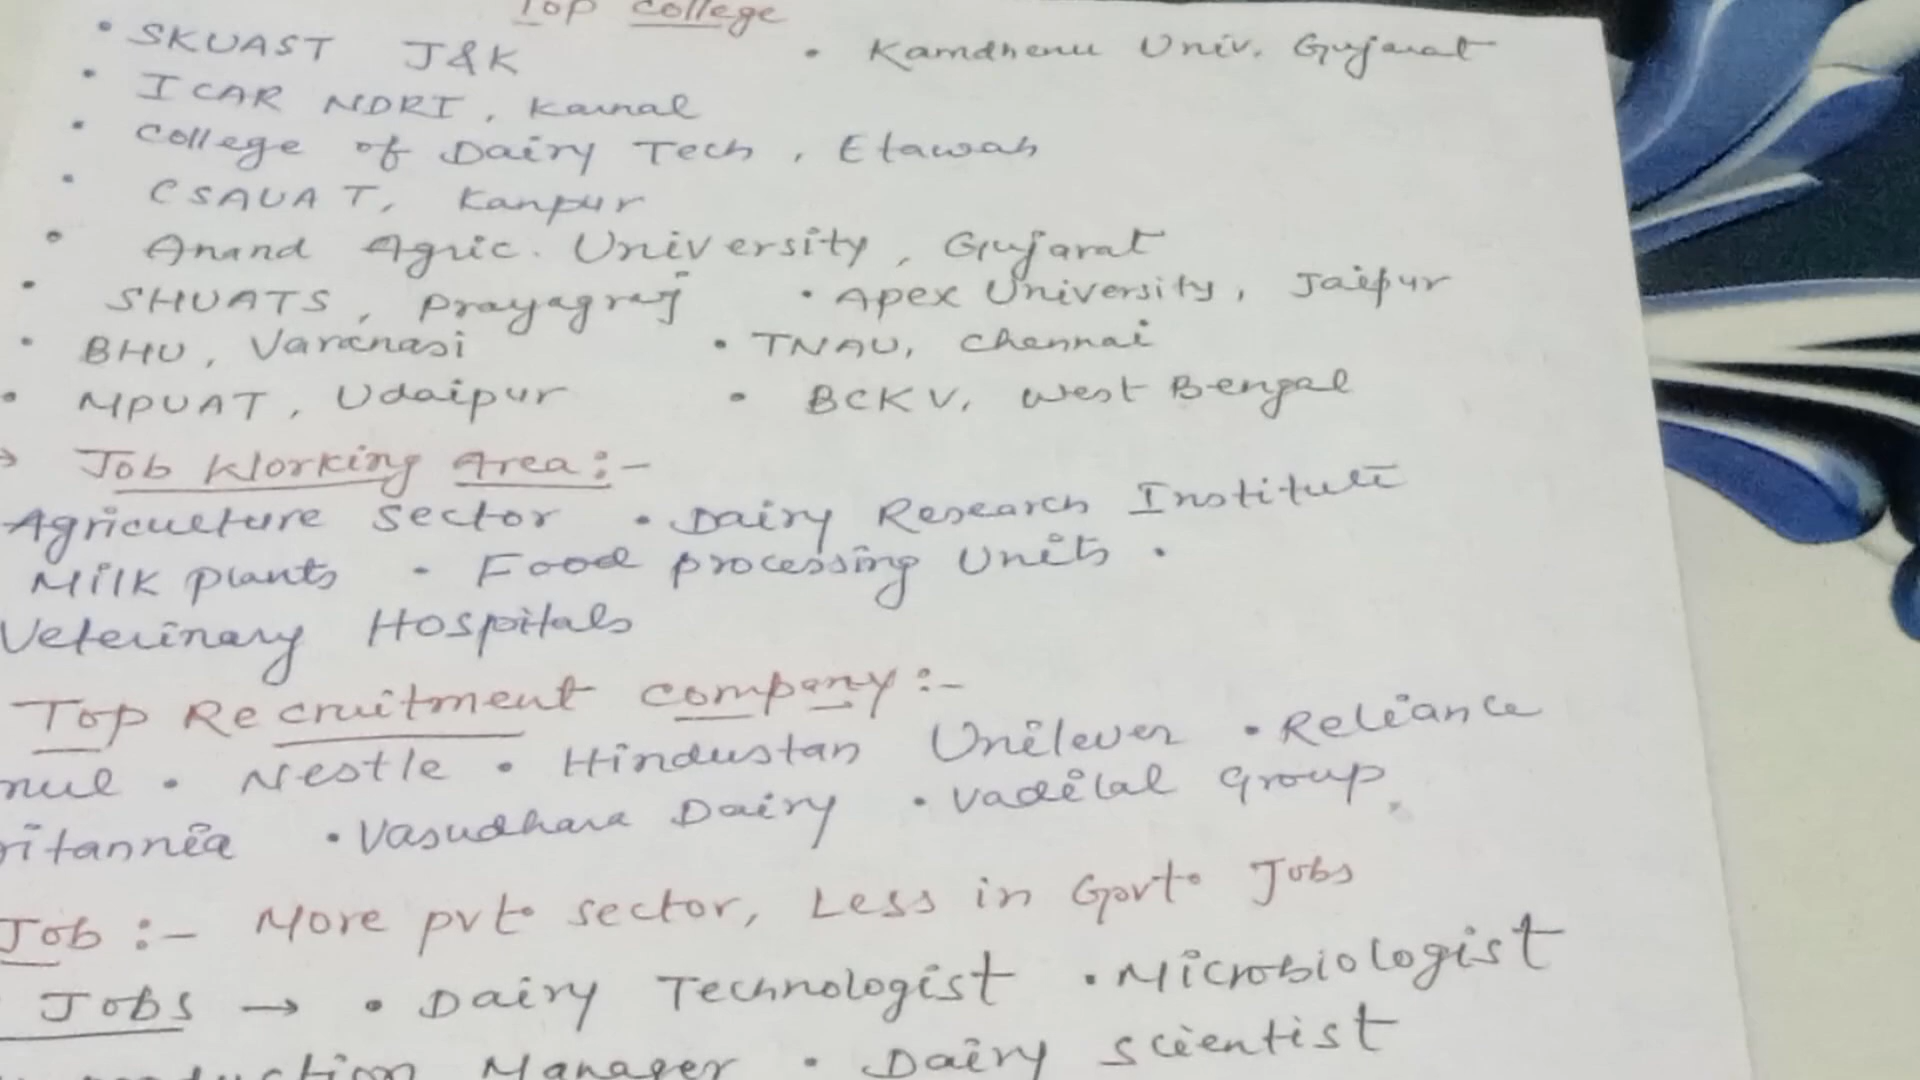 Top College
• SKUAST J&K • Kamdhenu Univ. Gujarat
• ICAR NDRI, Karnal
• College of Dairy Tech, Etawah
• CSAUAT, Kanpur
• Anand Agric. University, Gujarat
• SHUATS, Prayagraj • Apex University, Jaipur
• BHU, Varanasi • TNAU, Chennai
• MPUAT, Udaipur • BCKV, West Bengal
→ Job Working Area:-
Agriculture Sector • Dairy Research Institute
Milk plants • Food processing Units •
Veterinary Hospitals
Top Recruitment company:-
mul • Nestle • Hindustan Unilever • Reliance
ritannia • Vasudhara Dairy • Vadilal Group
Job :- More pvt. sector, Less in Govt. Jobs
Jobs → • Dairy Technologist • Microbiologist
Manager • Dairy scientist